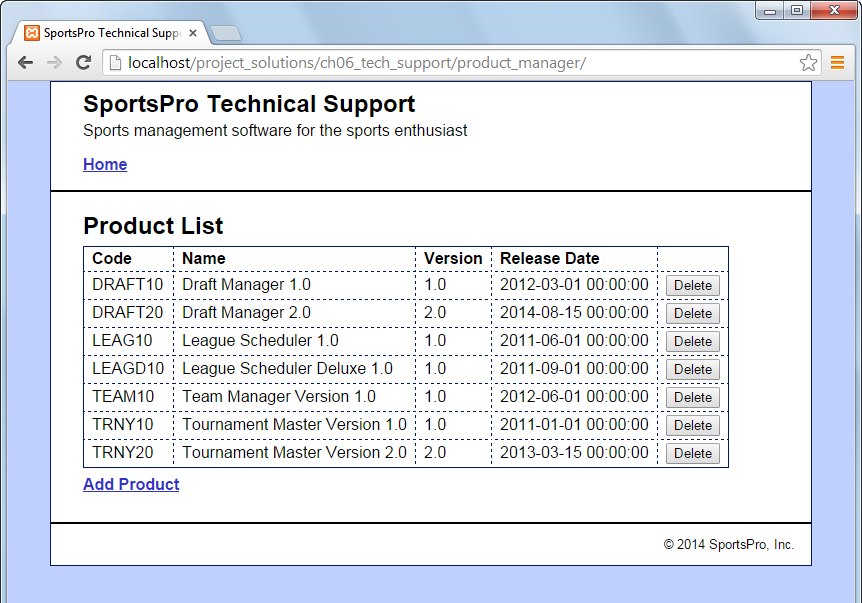 SportsPro Technical Supp
localhost/project_solutions/ch06_tech_support/product_manager/
SportsPro Technical Support
Sports management software for the sports enthusiast
Home
Product List
Code Name Version Release Date
DRAFT10 Draft Manager 1.0 1.0 2012-03-01 00:00:00 Delete
DRAFT20 Draft Manager 2.0 2.0 2014-08-15 00:00:00 Delete
LEAG10 League Scheduler 1.0 1.0 2011-06-01 00:00:00 Delete
LEAGD10 League Scheduler Deluxe 1.0 1.0 2011-09-01 00:00:00 Delete
TEAM10 Team Manager Version 1.0 1.0 2012-06-01 00:00:00 Delete
TRNY10 Tournament Master Version 1.0 1.0 2011-01-01 00:00:00 Delete
TRNY20 Tournament Master Version 2.0 2.0 2013-03-15 00:00:00 Delete
Add Product
© 2014 SportsPro, Inc.